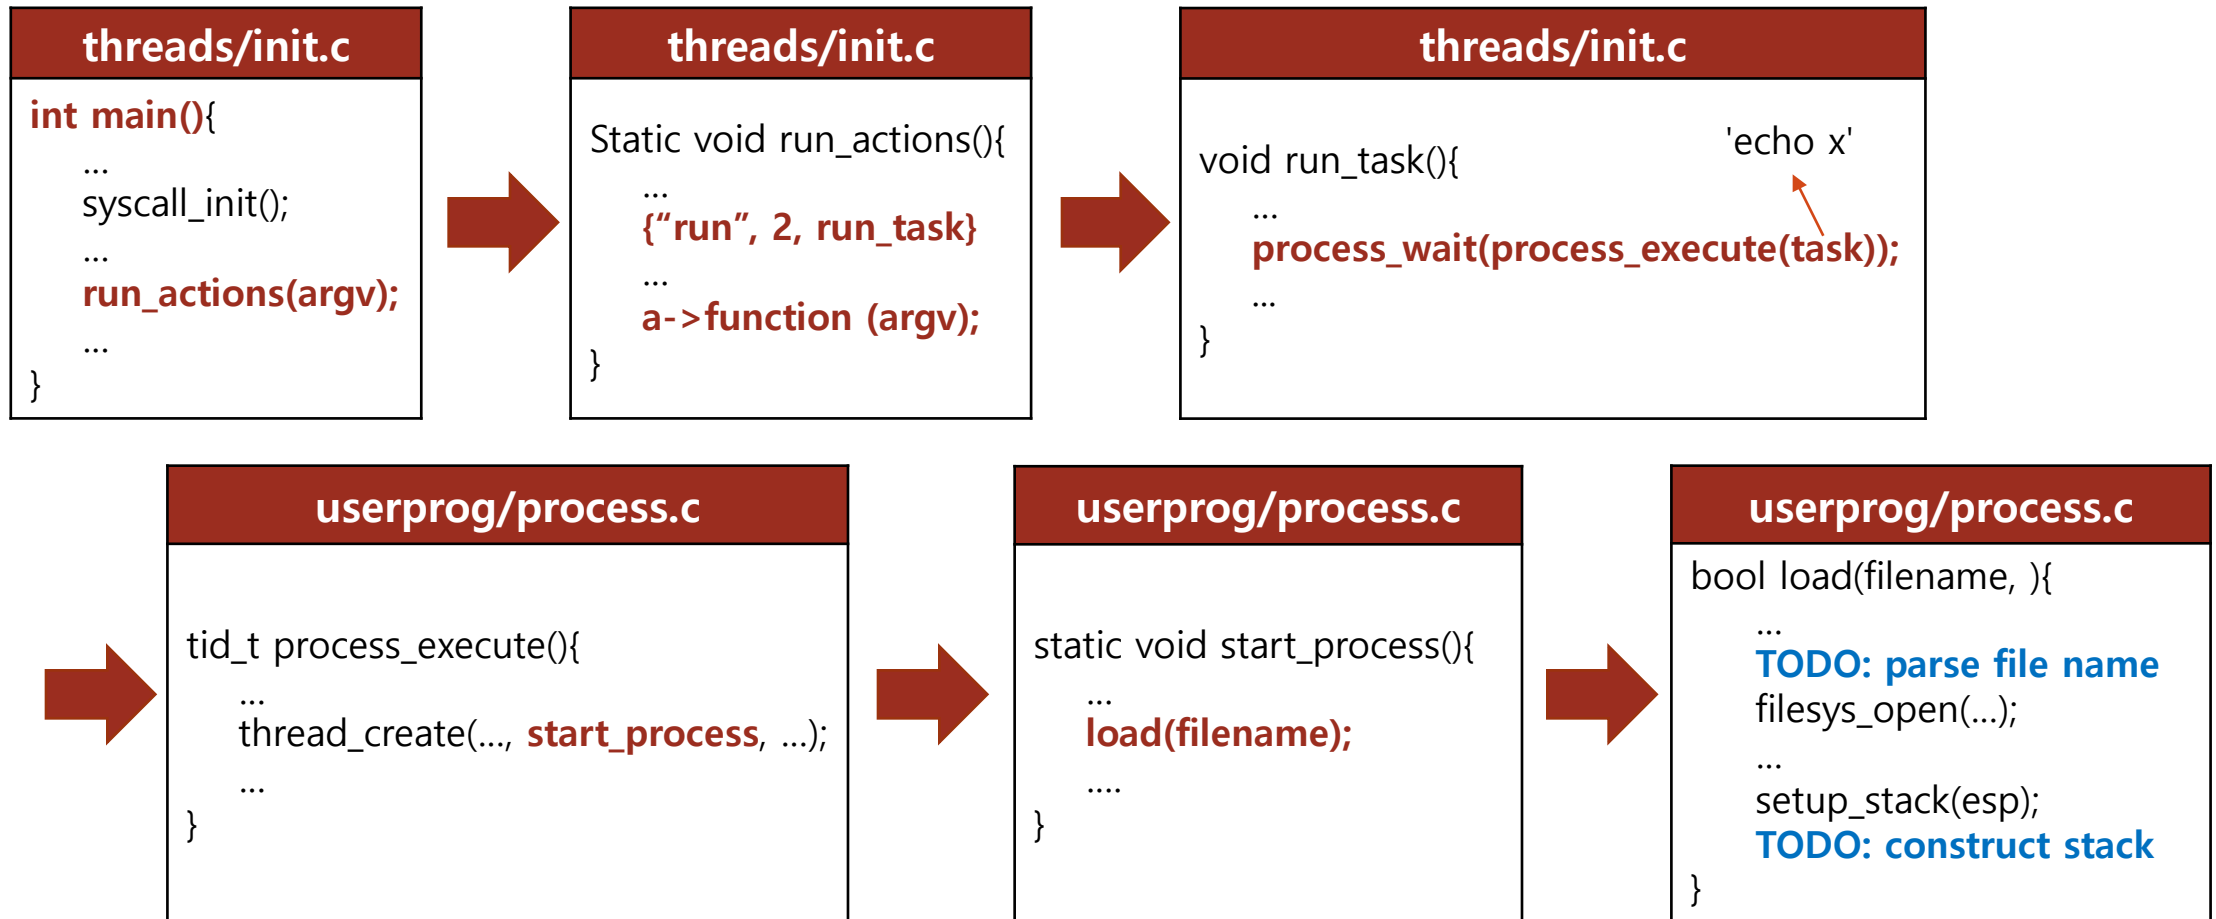 threads/init.c
int main(){
...
syscall_init();
...
run_actions(argv);
...
}
threads/init.c
Static void run_actions(){
...
{“run”, 2, run_task}
...
a->function (argv);
}
threads/init.c
'echo x'
void run_task(){
...
process_wait(process_execute(task));
...
}
userprog/process.c
tid_t process_execute(){
...
thread_create(..., start_process, ...);
...
}
userprog/process.c
static void start_process(){
...
load(filename);
....
}
userprog/process.c
bool load(filename, ){
...
TODO: parse file name
filesys_open(...);
...
setup_stack(esp);
TODO: construct stack
}